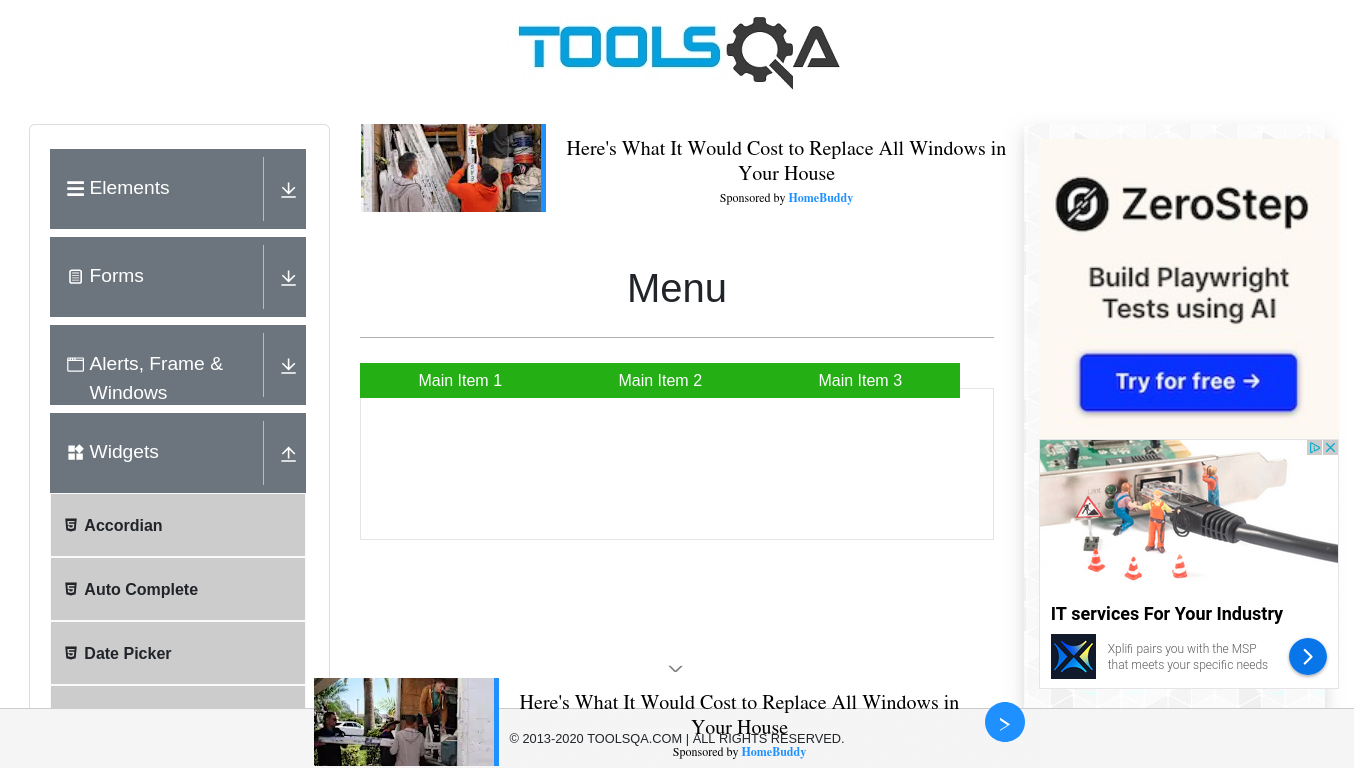 TOOLSQA
Elements
Forms
Alerts, Frame &
Windows
Widgets
Accordian
Auto Complete
Date Picker
Here's What It Would Cost to Replace All Windows in
Your House
Sponsored by HomeBuddy
Menu
Main Item 1
Main Item 2
Main Item 3
ZeroStep
Build Playwright
Tests using AI
Try for free →
IT services For Your Industry
Xplifi pairs you with the MSP
that meets your specific needs
Here's What It Would Cost to Replace All Windows in
Your House
© 2013-2020 TOOLSQA.COM | ALL RIGHTS RESERVED.
Sponsored by HomeBuddy